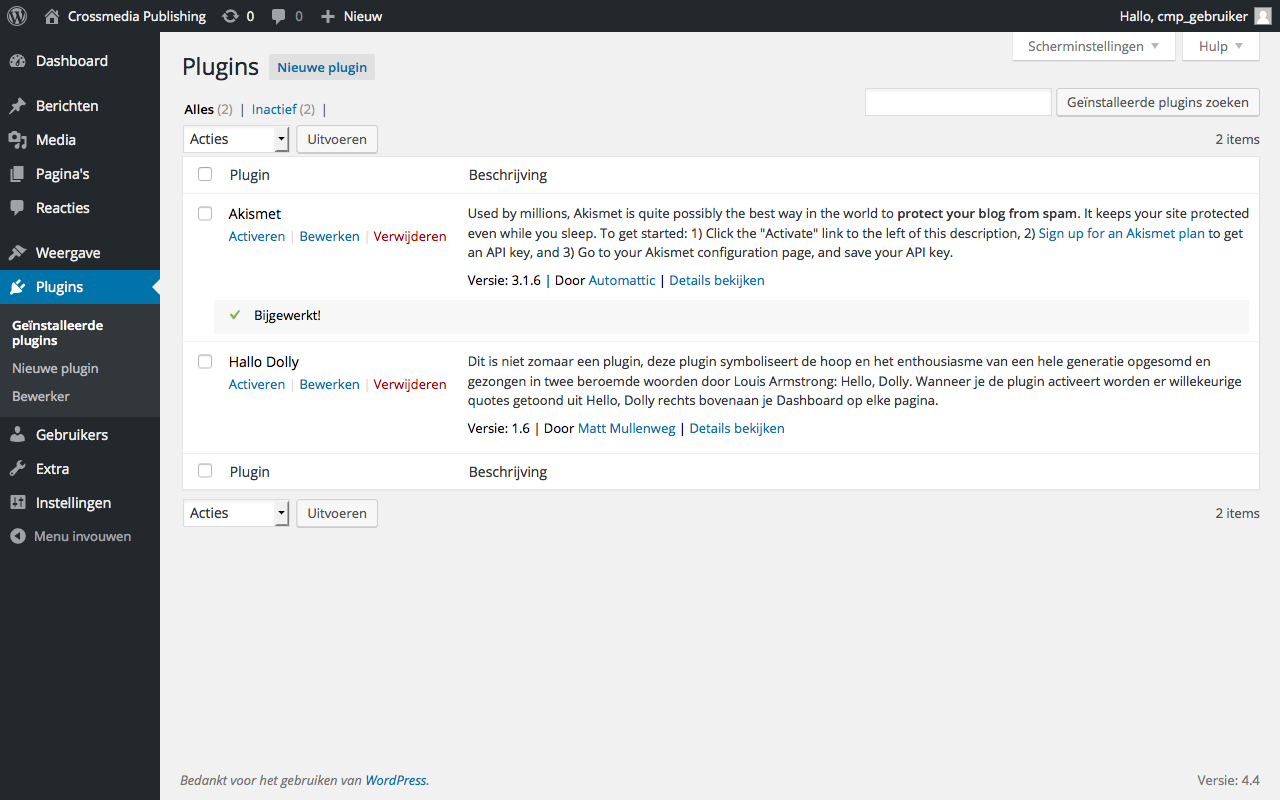 Crossmedia Publishing 0 0 Nieuw Hallo, cmp_gebruiker
Dashboard
Berichten
Media
Pagina's
Reacties
Weergave
Plugins
Geïnstalleerde
plugins
Nieuwe plugin
Bewerker
Gebruikers
Extra
Instellingen
Menu invouwen
Scherminstellingen Hulp
Plugins Nieuwe plugin
Alles (2) | Inactief (2) |
Geïnstalleerde plugins zoeken
Acties Uitvoeren 2 items
Plugin Beschrijving
Akismet
Activeren | Bewerken | Verwijderen
Used by millions, Akismet is quite possibly the best way in the world to protect your blog from spam. It keeps your site protected
even while you sleep. To get started: 1) Click the "Activate" link to the left of this description, 2) Sign up for an Akismet plan to get
an API key, and 3) Go to your Akismet configuration page, and save your API key.
Versie: 3.1.6 | Door Automattic | Details bekijken
Bijgewerkt!
Hallo Dolly
Activeren | Bewerken | Verwijderen
Dit is niet zomaar een plugin, deze plugin symboliseert de hoop en het enthousiasme van een hele generatie opgesomd en
gezongen in twee beroemde woorden door Louis Armstrong: Hello, Dolly. Wanneer je de plugin activeert worden er willekeurige
quotes getoond uit Hello, Dolly rechts bovenaan je Dashboard op elke pagina.
Versie: 1.6 | Door Matt Mullenweg | Details bekijken
Plugin Beschrijving
Acties Uitvoeren 2 items
Bedankt voor het gebruiken van WordPress. Versie: 4.4